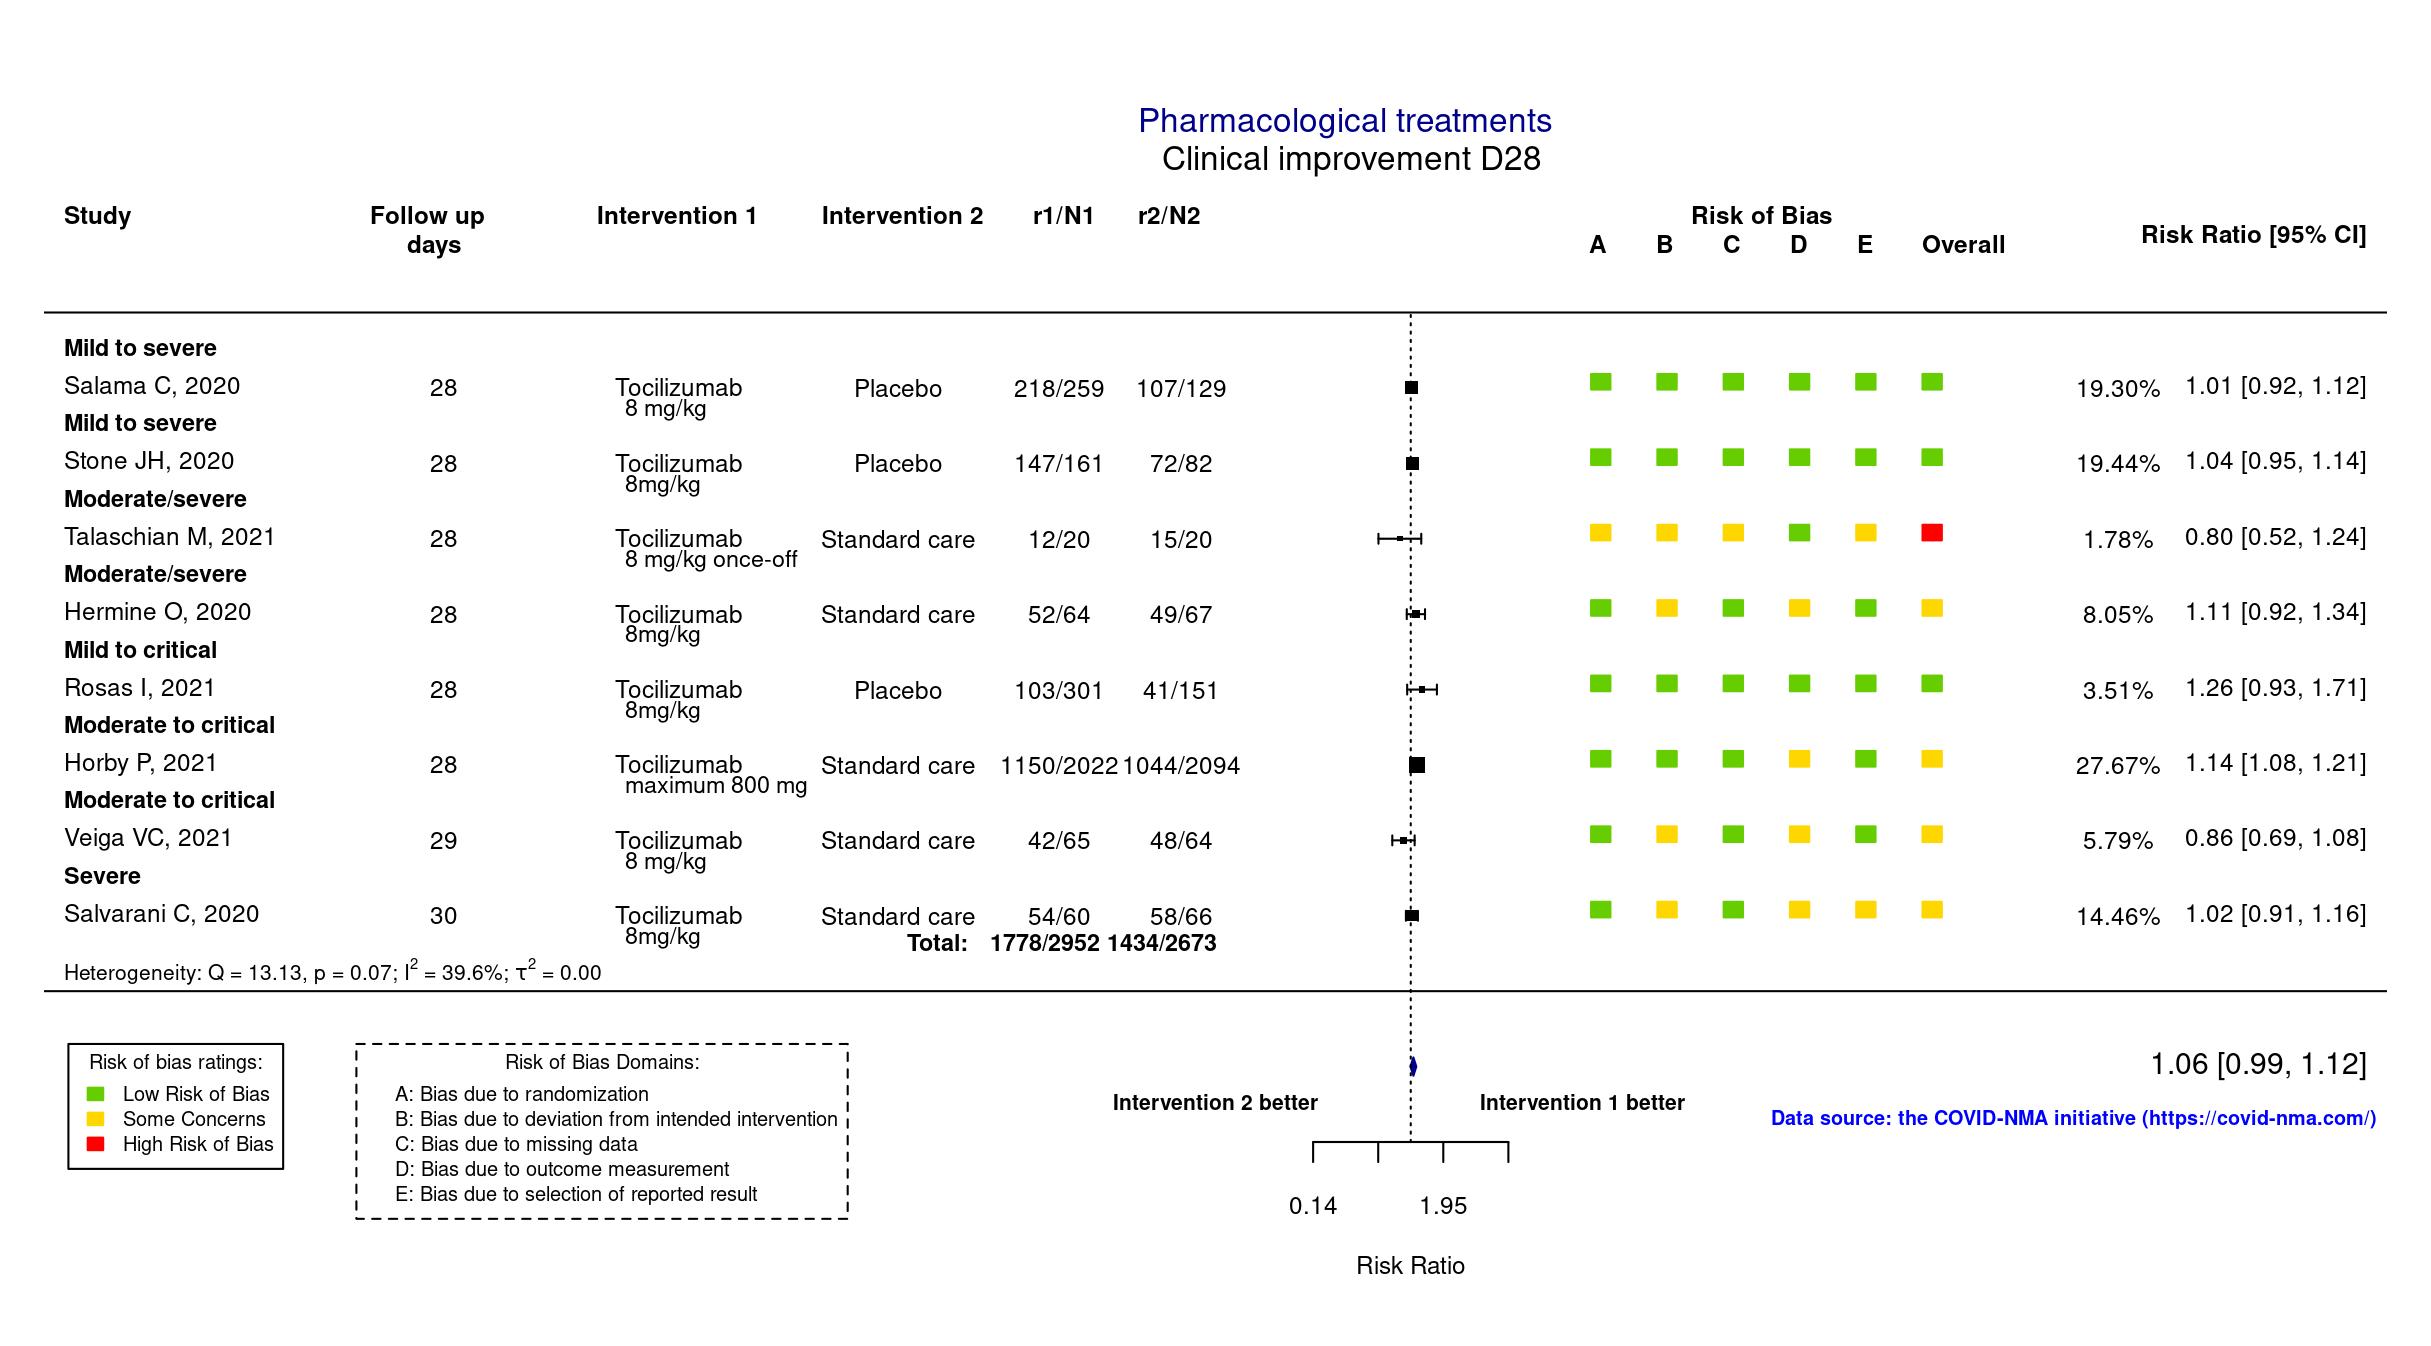 Pharmacological treatments
Clinical improvement D28
Study Follow up Intervention 1 Intervention 2 r1/N1 r2/N2 Risk of Bias Risk Ratio [95% CI]
days A B C D E Overall
Mild to severe
Salama C, 2020 28 Tocilizumab Placebo 218/259 107/129 19.30% 1.01 [0.92, 1.12]
8 mg/kg
Mild to severe
Stone JH, 2020 28 Tocilizumab Placebo 147/161 72/82 19.44% 1.04 [0.95, 1.14]
8mg/kg
Moderate/severe
Talaschian M, 2021 28 Tocilizumab Standard care 12/20 15/20 1.78% 0.80 [0.52, 1.24]
8 mg/kg once-off
Moderate/severe
Hermine O, 2020 28 Tocilizumab Standard care 52/64 49/67 8.05% 1.11 [0.92, 1.34]
8mg/kg
Mild to critical
Rosas I, 2021 28 Tocilizumab Placebo 103/301 41/151 3.51% 1.26 [0.93, 1.71]
8mg/kg
Moderate to critical
Horby P, 2021 28 Tocilizumab Standard care 1150/2022 1044/2094 27.67% 1.14 [1.08, 1.21]
maximum 800 mg
Moderate to critical
Veiga VC, 2021 29 Tocilizumab Standard care 42/65 48/64 5.79% 0.86 [0.69, 1.08]
8 mg/kg
Severe
Salvarani C, 2020 30 Tocilizumab Standard care 54/60 58/66 14.46% 1.02 [0.91, 1.16]
8mg/kg
Total: 1778/2952 1434/2673
Heterogeneity: Q = 13.13, p = 0.07; I² = 39.6%; τ² = 0.00
Risk of bias ratings:
Low Risk of Bias
Some Concerns
High Risk of Bias
Risk of Bias Domains:
A: Bias due to randomization
B: Bias due to deviation from intended intervention
C: Bias due to missing data
D: Bias due to outcome measurement
E: Bias due to selection of reported result
1.06 [0.99, 1.12]
Intervention 2 better Intervention 1 better
Data source: the COVID-NMA initiative (https://covid-nma.com/)
0.14 1.95
Risk Ratio